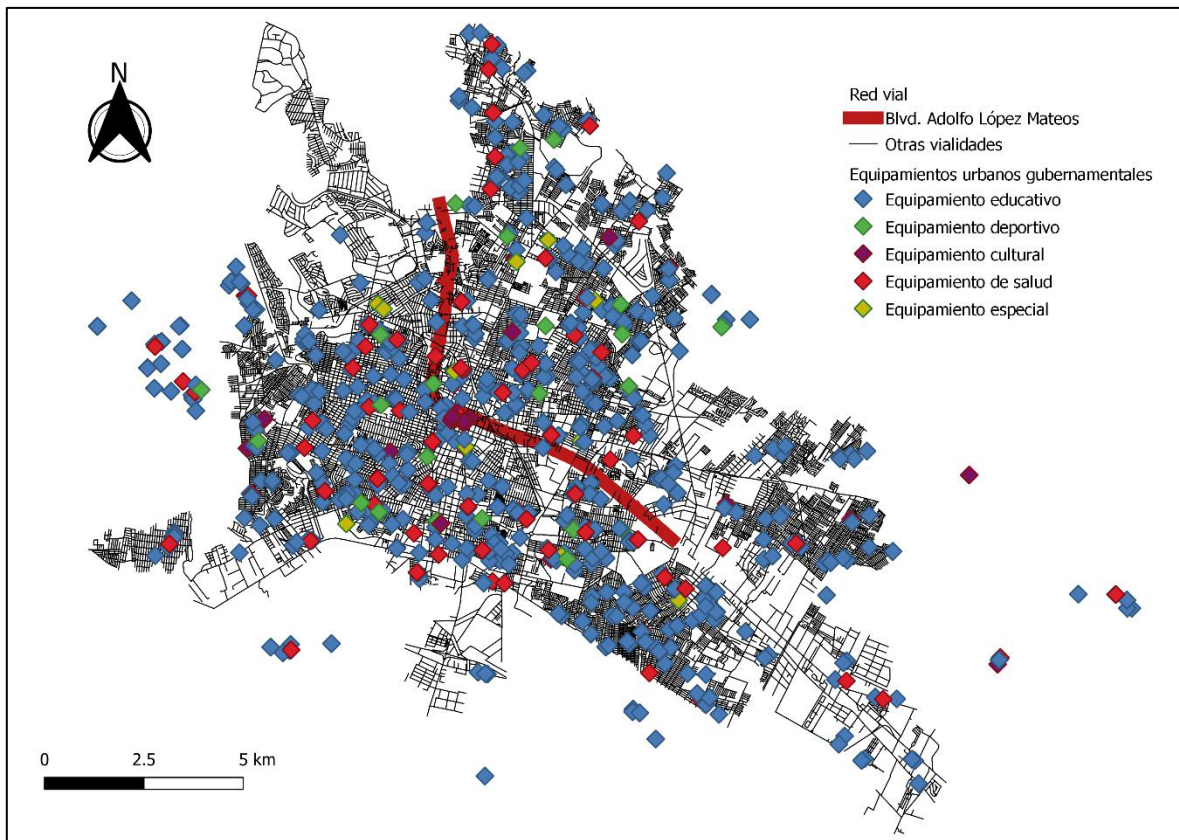 N
Red vial
Blvd. Adolfo López Mateos
Otras vialidades
Equipamientos urbanos gubernamentales
Equipamiento educativo
Equipamiento deportivo
Equipamiento cultural
Equipamiento de salud
Equipamiento especial
0 2.5 5 km